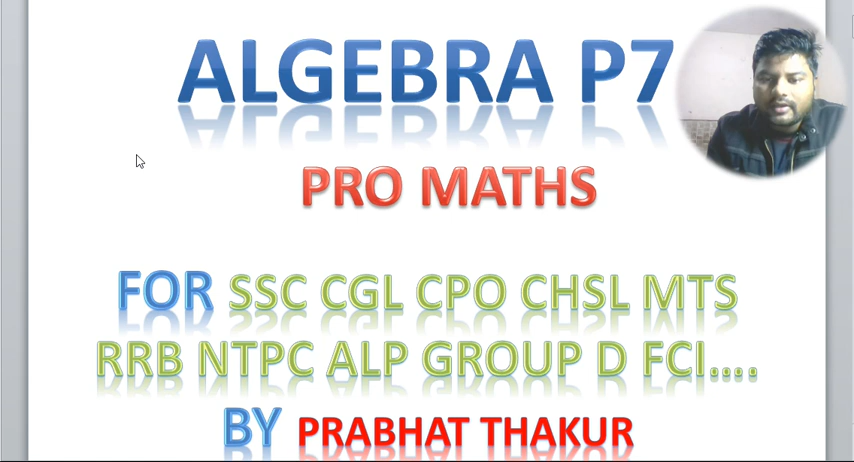 ALGEBRA P7
PRO MATHS
FOR SSC CGL CPO CHSL MTS
RRB NTPC ALP GROUP D FCI....
BY PRABHAT THAKUR